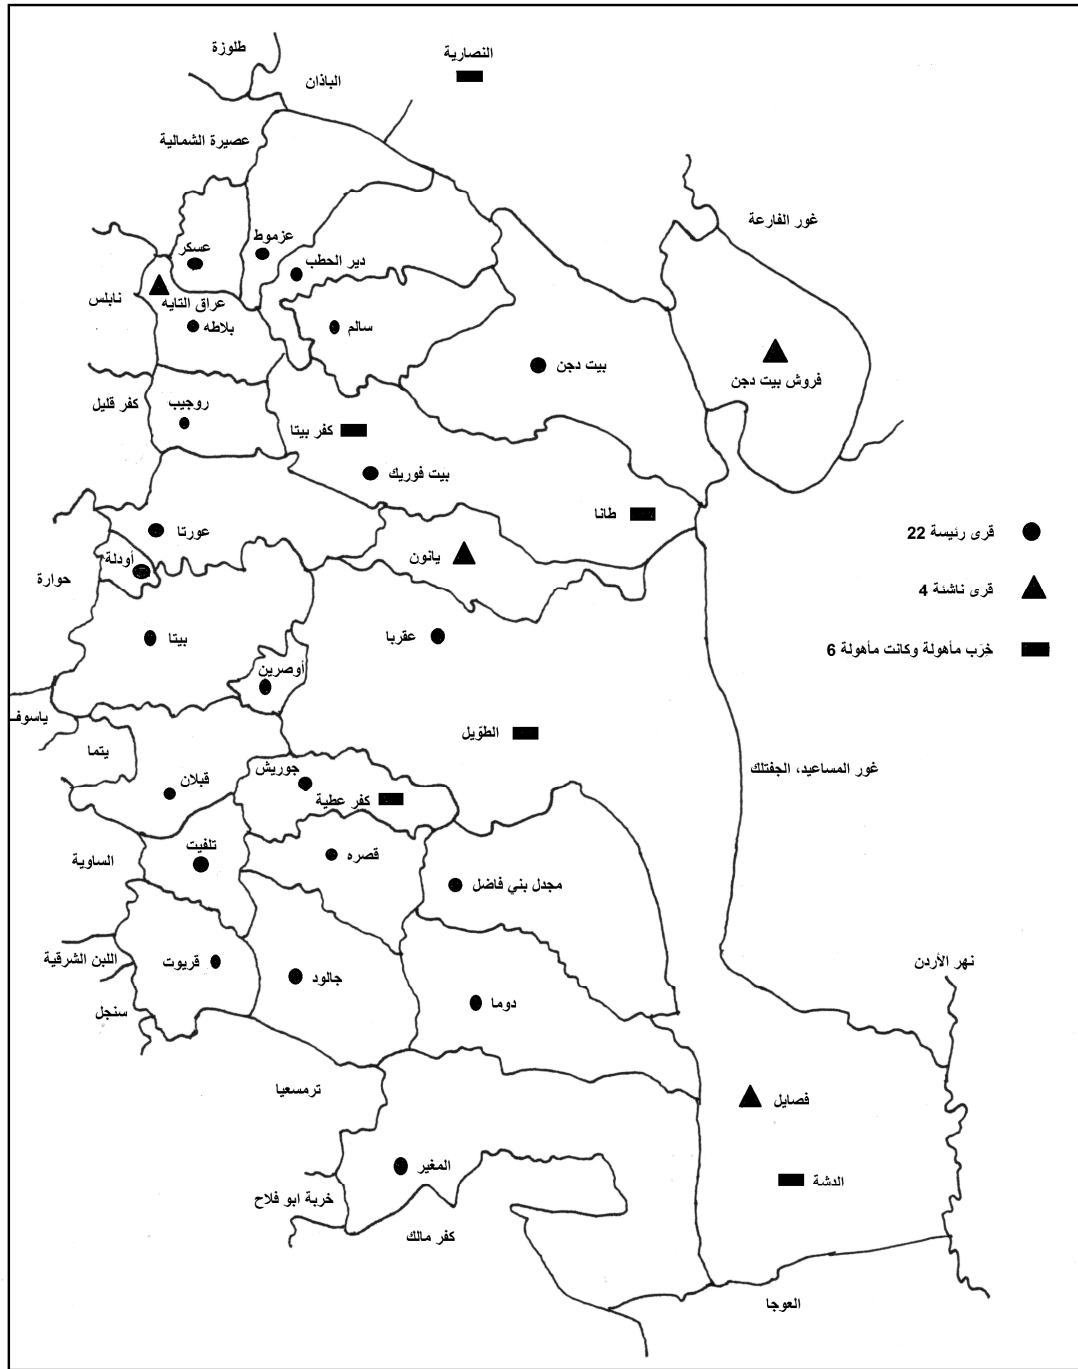 طلوزة
النصارية
الباذان
عصيرة الشمالية
غور الفارعة
عزموط
عسكر
دير الحطب
نابلس
عراق التايه
بلاطه
سالم
بيت دجن
فروش بيت دجن
كفر قليل
روجيب
كفر بيتا
بيت فوريك
طانا
عورتا
قرى رئيسة 22
أودلة
يانون
حوارة
قرى ناشئة 4
بيتا
عقربا
خِرَب مأهولة وكانت مأهولة 6
أوصرين
ياسوف
الطوّيل
يتما
غور المساعيد، الجفتلك
جوريش
قبلان
كفر عطية
تلفيت
قصره
الساوية
مجدل بني فاضل
اللبن الشرقية
قريوت
نهر الأردن
جالود
دوما
سنجل
ترمسعيا
فصايل
المغير
الدشة
خربة ابو فلاح
كفر مالك
العوجا